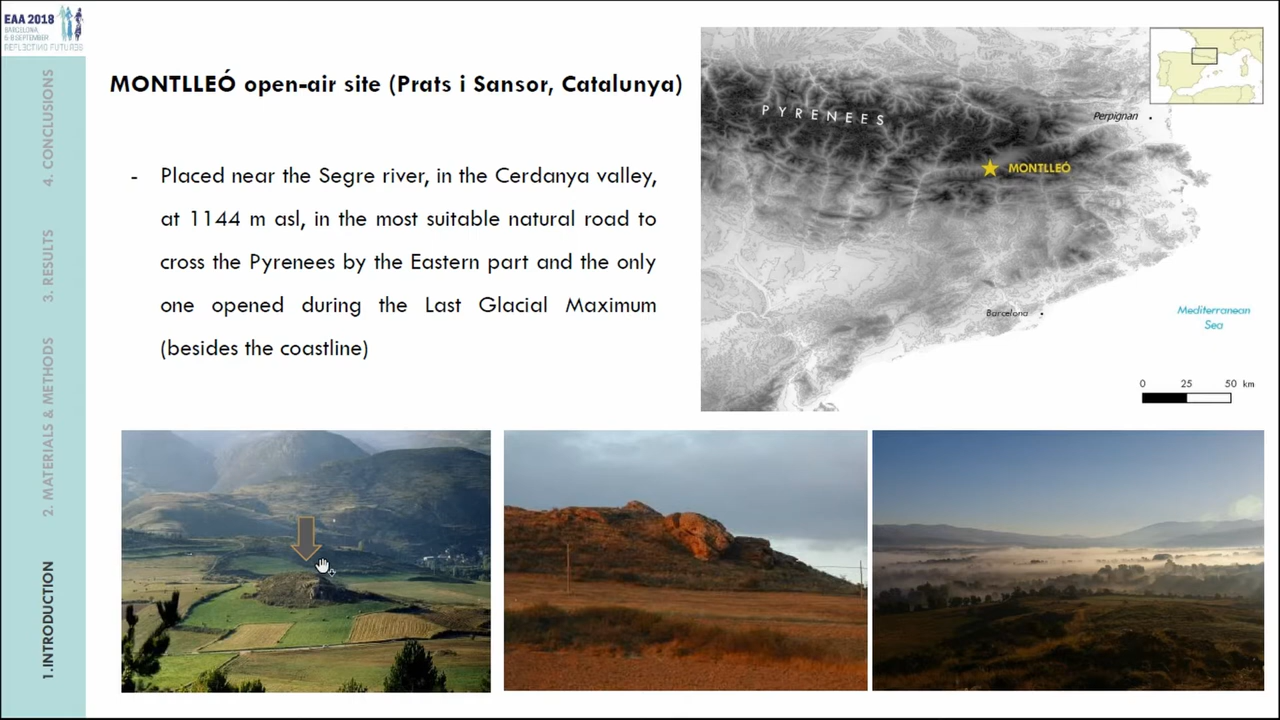 EAA 2018
BARCELONA
5-8 SEPTEMBER
REFLECTING FUTURES
4. CONCLUSIONS
3. RESULTS
2. MATERIALS & METHODS
1.INTRODUCTION
MONTLLEÓ open-air site (Prats i Sansor, Catalunya)
- Placed near the Segre river, in the Cerdanya valley,
at 1144 m asl, in the most suitable natural road to
cross the Pyrenees by the Eastern part and the only
one opened during the Last Glacial Maximum
(besides the coastline)
PYRENEES
Perpignan
MONTLLEÓ
Barcelona
Mediterranean
Sea
0 25 50 km